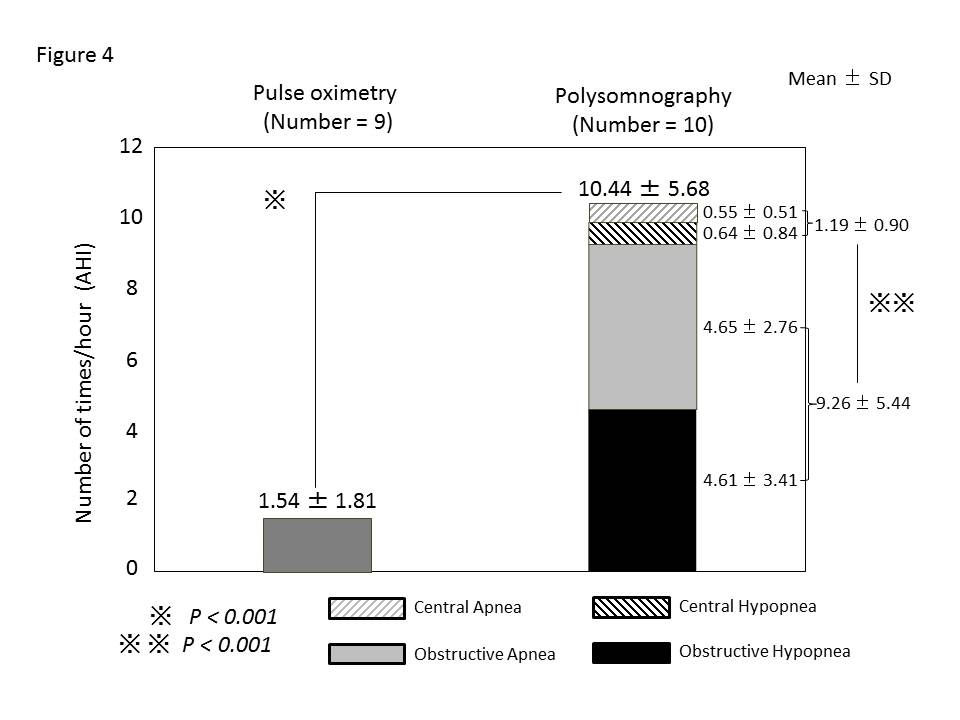 Figure 4
Mean ± SD
Pulse oximetry
(Number = 9)
Polysomnography
(Number = 10)
Number of times/hour (AHI)
12
10
8
6
4
2
0
※
1.54 ± 1.81
10.44 ± 5.68
0.55 ± 0.51
0.64 ± 0.84
1.19 ± 0.90
※※
4.65 ± 2.76
9.26 ± 5.44
4.61 ± 3.41
※ P < 0.001
※ ※ P < 0.001
Central Apnea
Central Hypopnea
Obstructive Apnea
Obstructive Hypopnea